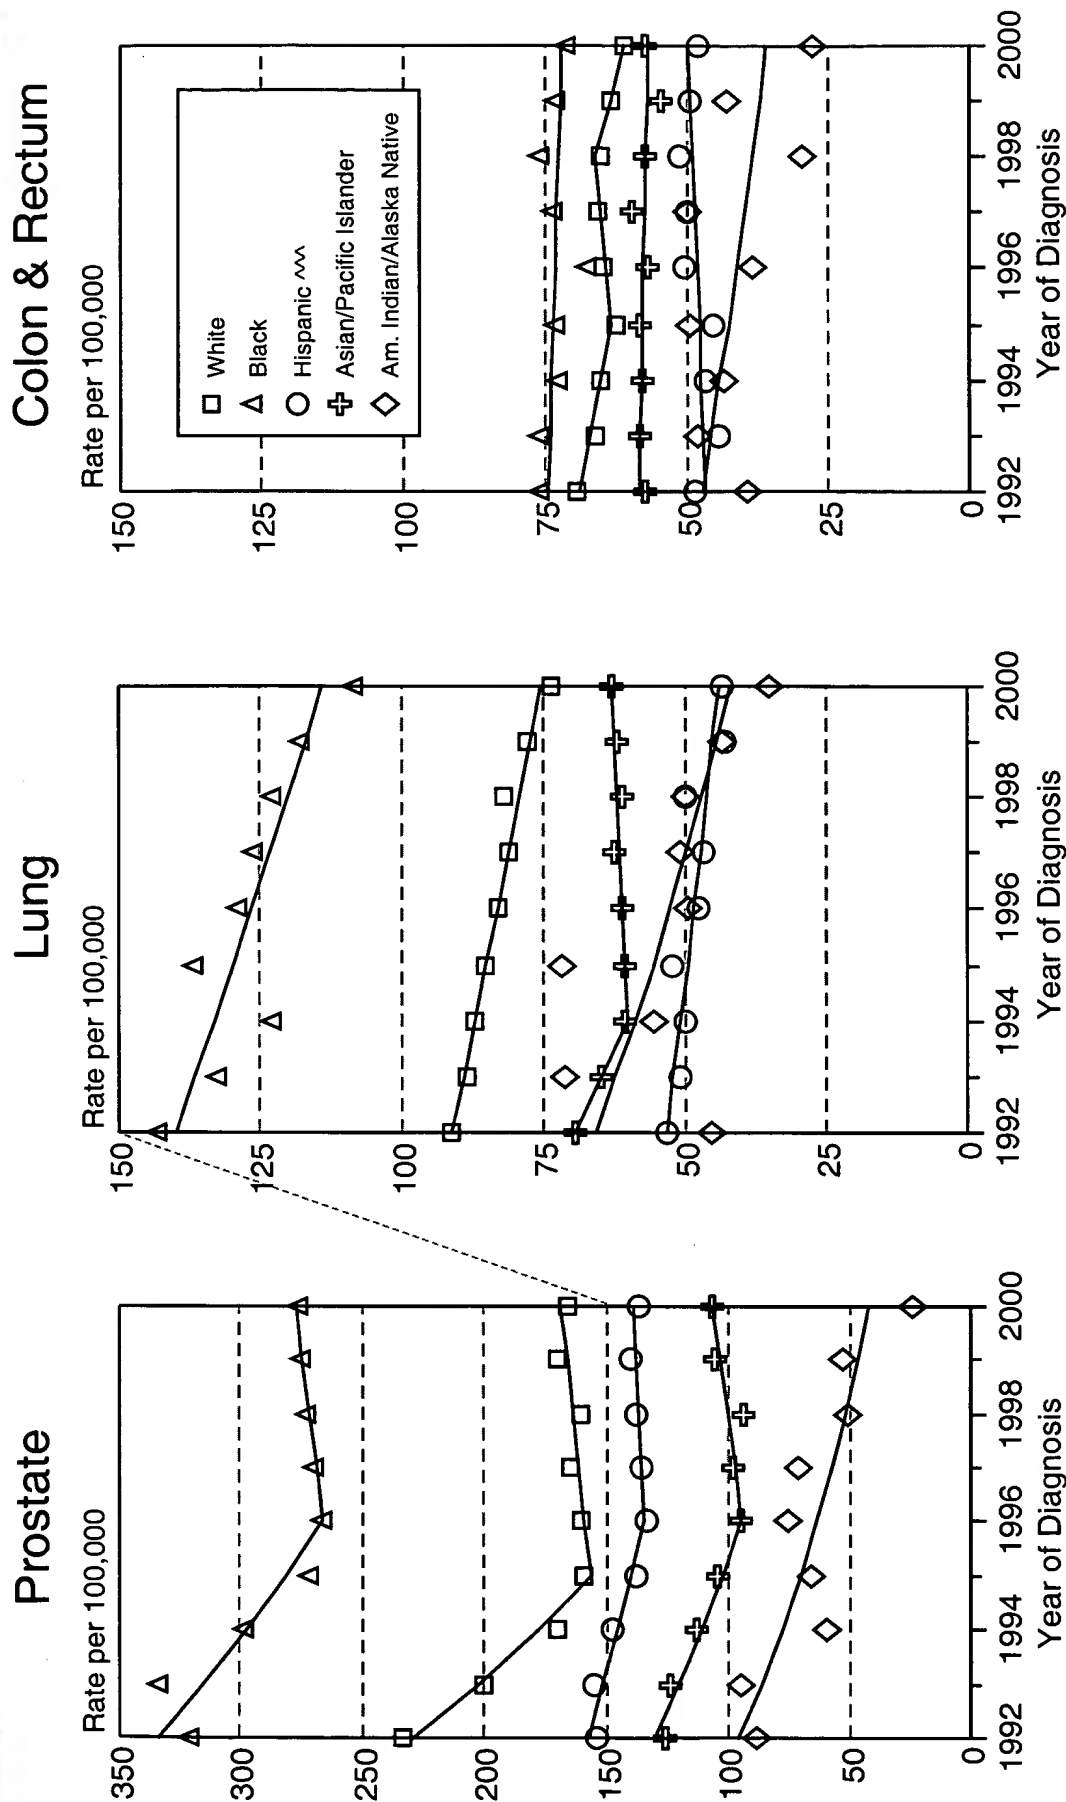 Prostate
Rate per 100,000
350
300
250
200
150
100
50
0
1992
1994
1996
1998
2000
Year of Diagnosis
Lung
Rate per 100,000
150
125
100
75
50
25
0
1992
1994
1996
1998
2000
Year of Diagnosis
Colon & Rectum
Rate per 100,000
150
125
100
75
50
25
0
White
Black
Hispanic ^^^
Asian/Pacific Islander
Am. Indian/Alaska Native
1992
1994
1996
1998
2000
Year of Diagnosis